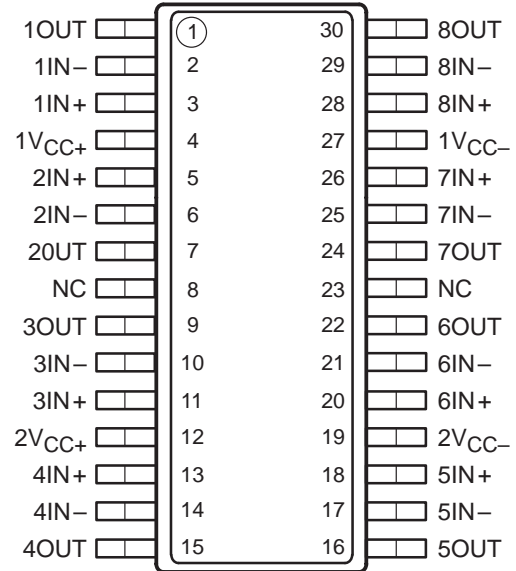 1OUT 1 30 8OUT
1IN– 2 29 8IN–
1IN+ 3 28 8IN+
1VCC+ 4 27 1VCC–
2IN+ 5 26 7IN+
2IN– 6 25 7IN–
20UT 7 24 7OUT
NC 8 23 NC
3OUT 9 22 6OUT
3IN– 10 21 6IN–
3IN+ 11 20 6IN+
2VCC+ 12 19 2VCC–
4IN+ 13 18 5IN+
4IN– 14 17 5IN–
4OUT 15 16 5OUT